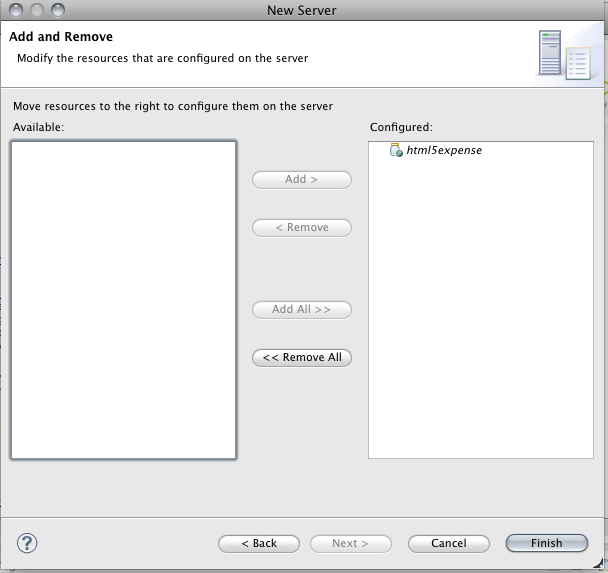 New Server
Add and Remove
Modify the resources that are configured on the server
Move resources to the right to configure them on the server
Available:
Configured:
html5expense
Add >
< Remove
Add All >>
<< Remove All
?
< Back
Next >
Cancel
Finish